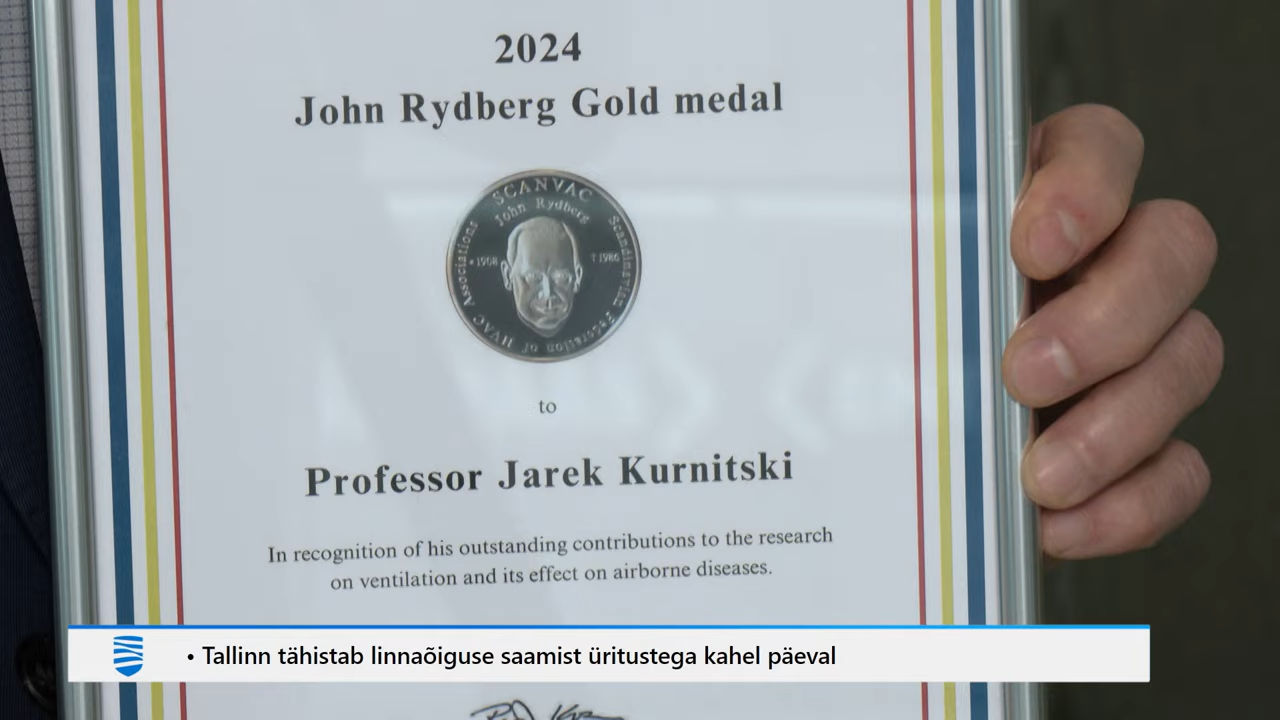 2024
John Rydberg Gold medal
SCANVAC
John Rydberg
* 1908
† 1986
Scandinavian Federation of HVAC Associations
to
Professor Jarek Kurnitski
In recognition of his outstanding contributions to the research
on ventilation and its effect on airborne diseases.
• Tallinn tähistab linnaõiguse saamist üritustega kahel päeval